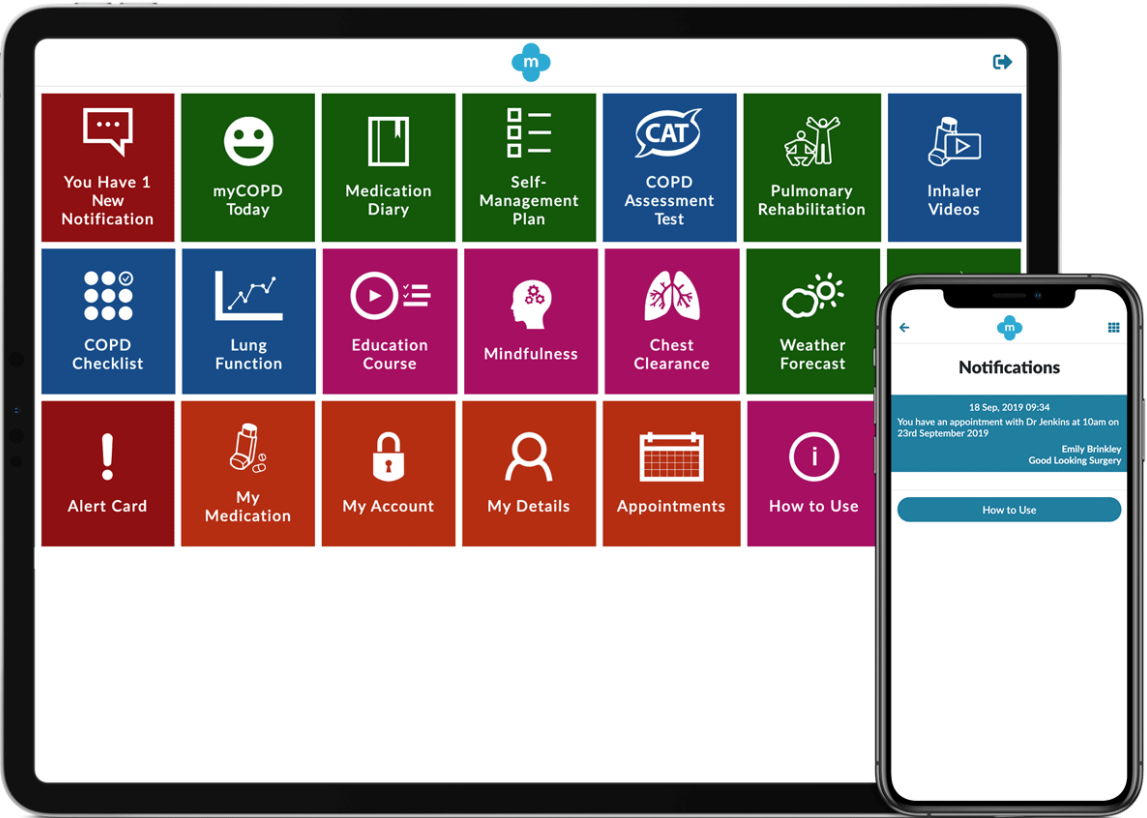 m
You Have 1
New
Notification
myCOPD
Today
Medication
Diary
Self-
Management
Plan
CAT
COPD
Assessment
Test
Pulmonary
Rehabilitation
Inhaler
Videos
COPD
Checklist
Lung
Function
Education
Course
Mindfulness
Chest
Clearance
Weather
Forecast
Alert Card
My
Medication
My Account
My Details
Appointments
i
How to Use
m
Notifications
18 Sep, 2019 09:34
You have an appointment with Dr Jenkins at 10am on
23rd September 2019
Emily Brinkley
Good Looking Surgery
How to Use